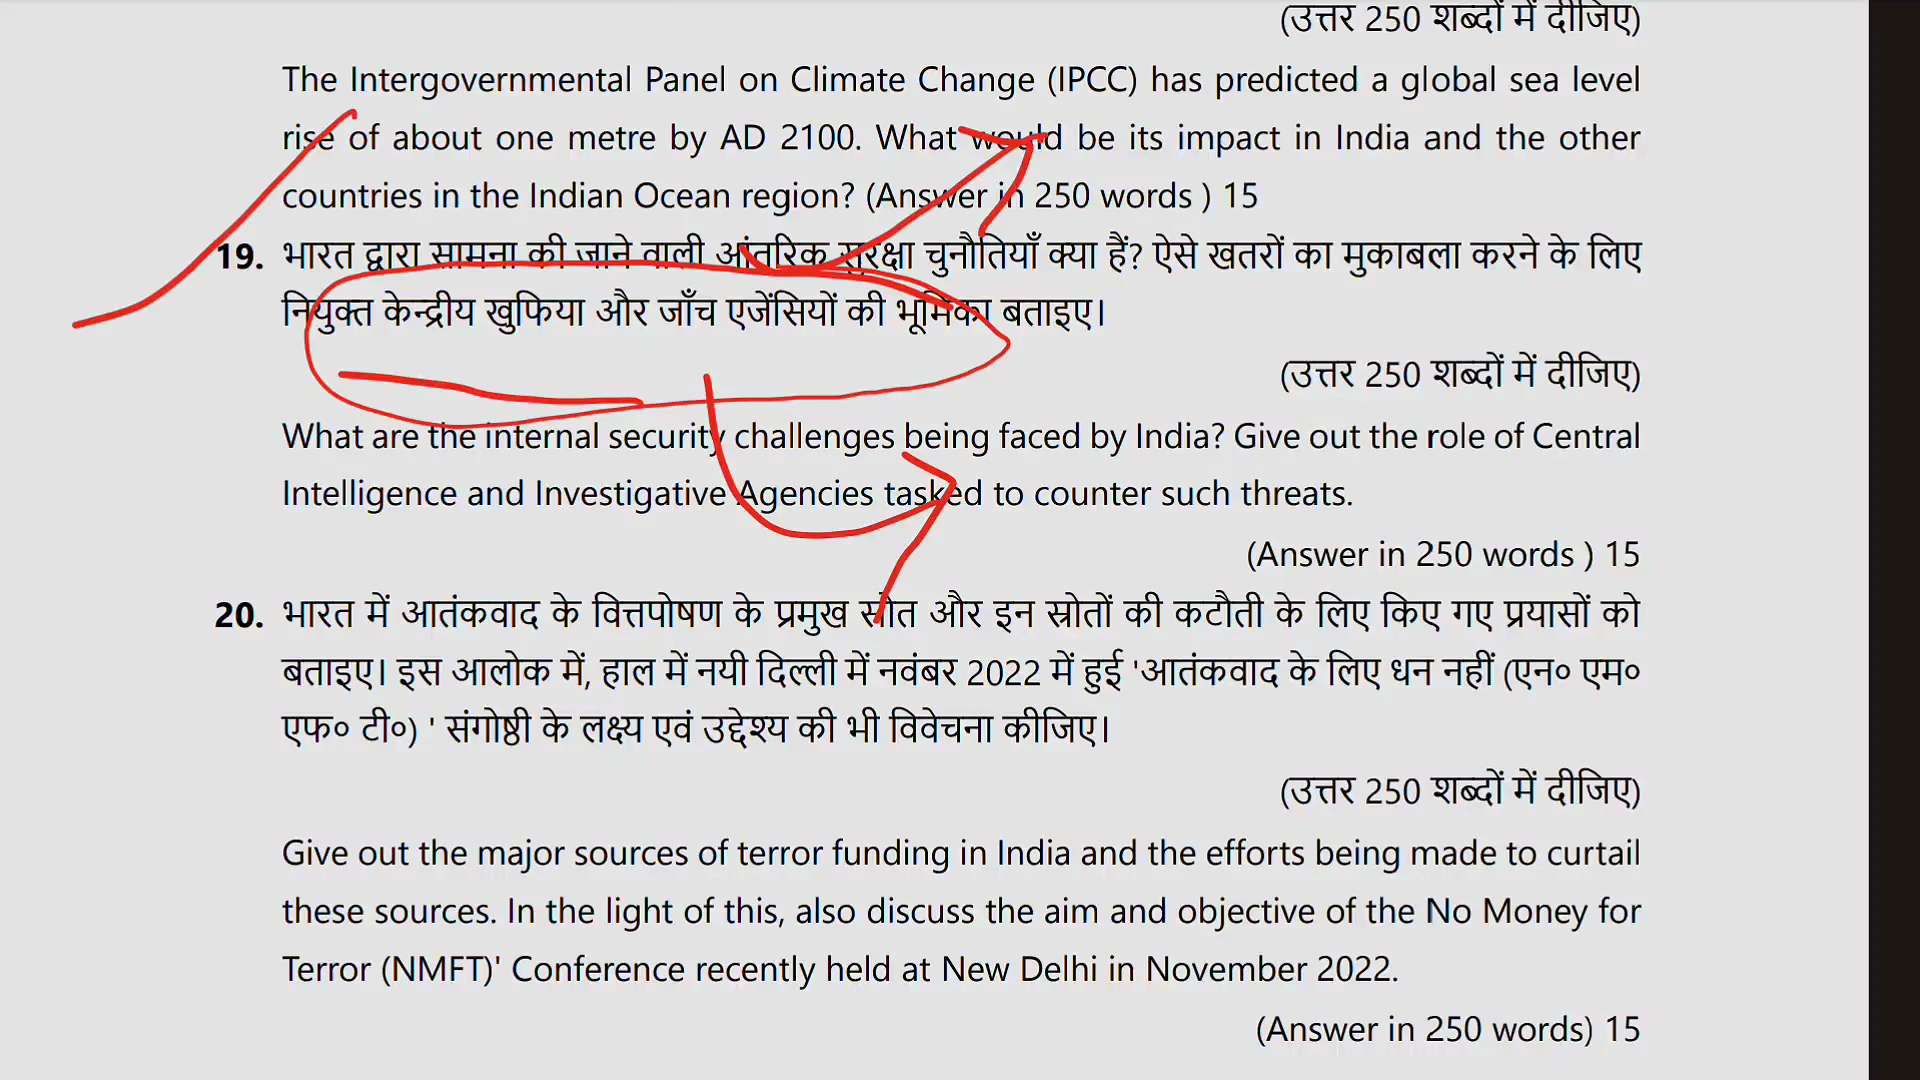 (उत्तर 250 शब्दों में दीजिए)
The Intergovernmental Panel on Climate Change (IPCC) has predicted a global sea level
rise of about one metre by AD 2100. What would be its impact in India and the other
countries in the Indian Ocean region? (Answer in 250 words ) 15
19. भारत द्वारा सामना की जाने वाली आंतरिक सुरक्षा चुनौतियाँ क्या हैं? ऐसे खतरों का मुकाबला करने के लिए
नियुक्त केन्द्रीय खुफिया और जाँच एजेंसियों की भूमिका बताइए।
(उत्तर 250 शब्दों में दीजिए)
What are the internal security challenges being faced by India? Give out the role of Central
Intelligence and Investigative Agencies tasked to counter such threats.
(Answer in 250 words ) 15
20. भारत में आतंकवाद के वित्तपोषण के प्रमुख स्रोत और इन स्रोतों की कटौती के लिए किए गए प्रयासों को
बताइए। इस आलोक में, हाल में नयी दिल्ली में नवंबर 2022 में हुई 'आतंकवाद के लिए धन नहीं (एन० एम०
एफ० टी०) ' संगोष्ठी के लक्ष्य एवं उद्देश्य की भी विवेचना कीजिए।
(उत्तर 250 शब्दों में दीजिए)
Give out the major sources of terror funding in India and the efforts being made to curtail
these sources. In the light of this, also discuss the aim and objective of the No Money for
Terror (NMFT)' Conference recently held at New Delhi in November 2022.
(Answer in 250 words) 15